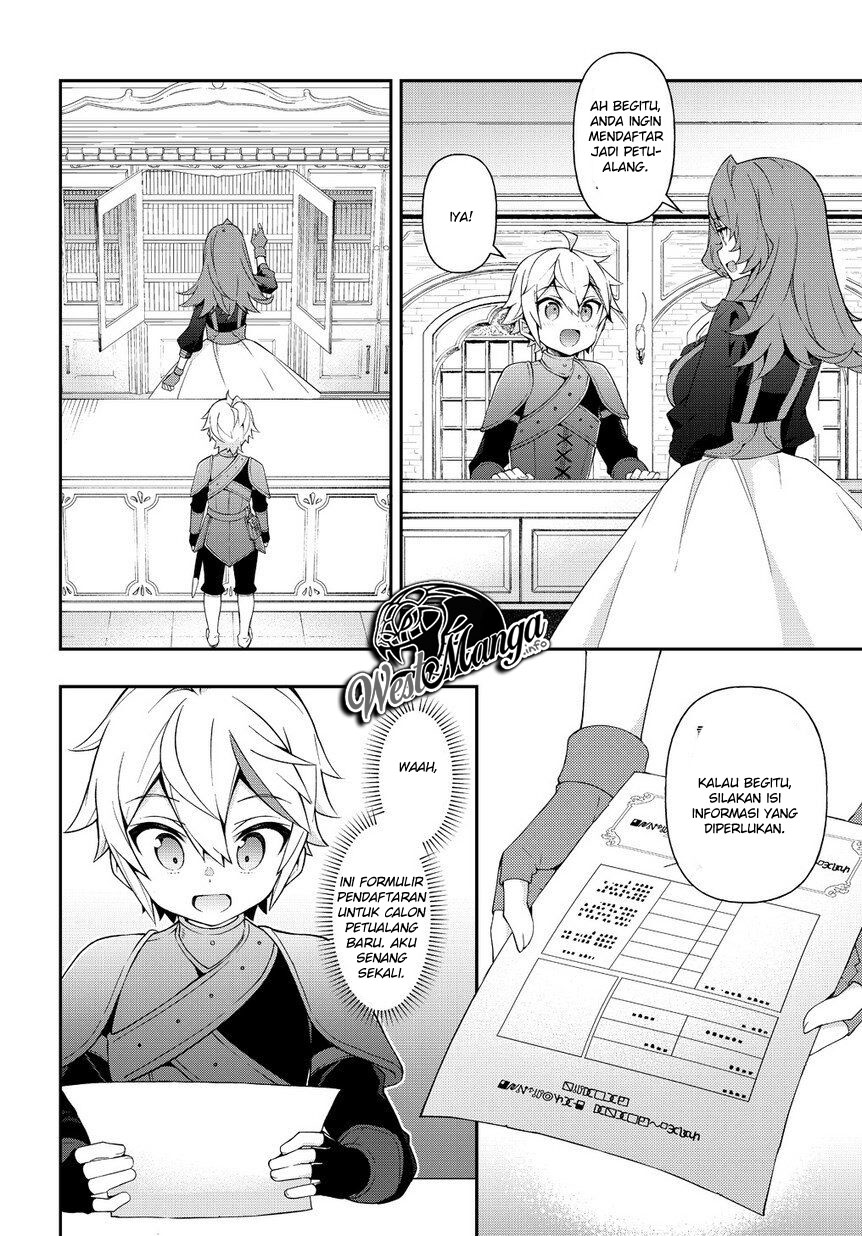 AH BEGITU,
ANDA INGIN
MENDAFTAR
JADI PETU-
ALANG.
IYA!
WestManga
.info
KALAU BEGITU,
SILAKAN ISI
INFORMASI YANG
DIPERLUKAN.
WAAH,
INI FORMULIR
PENDAFTARAN
UNTUK CALON
PETUALANG
BARU. AKU
SENANG
SEKALI.